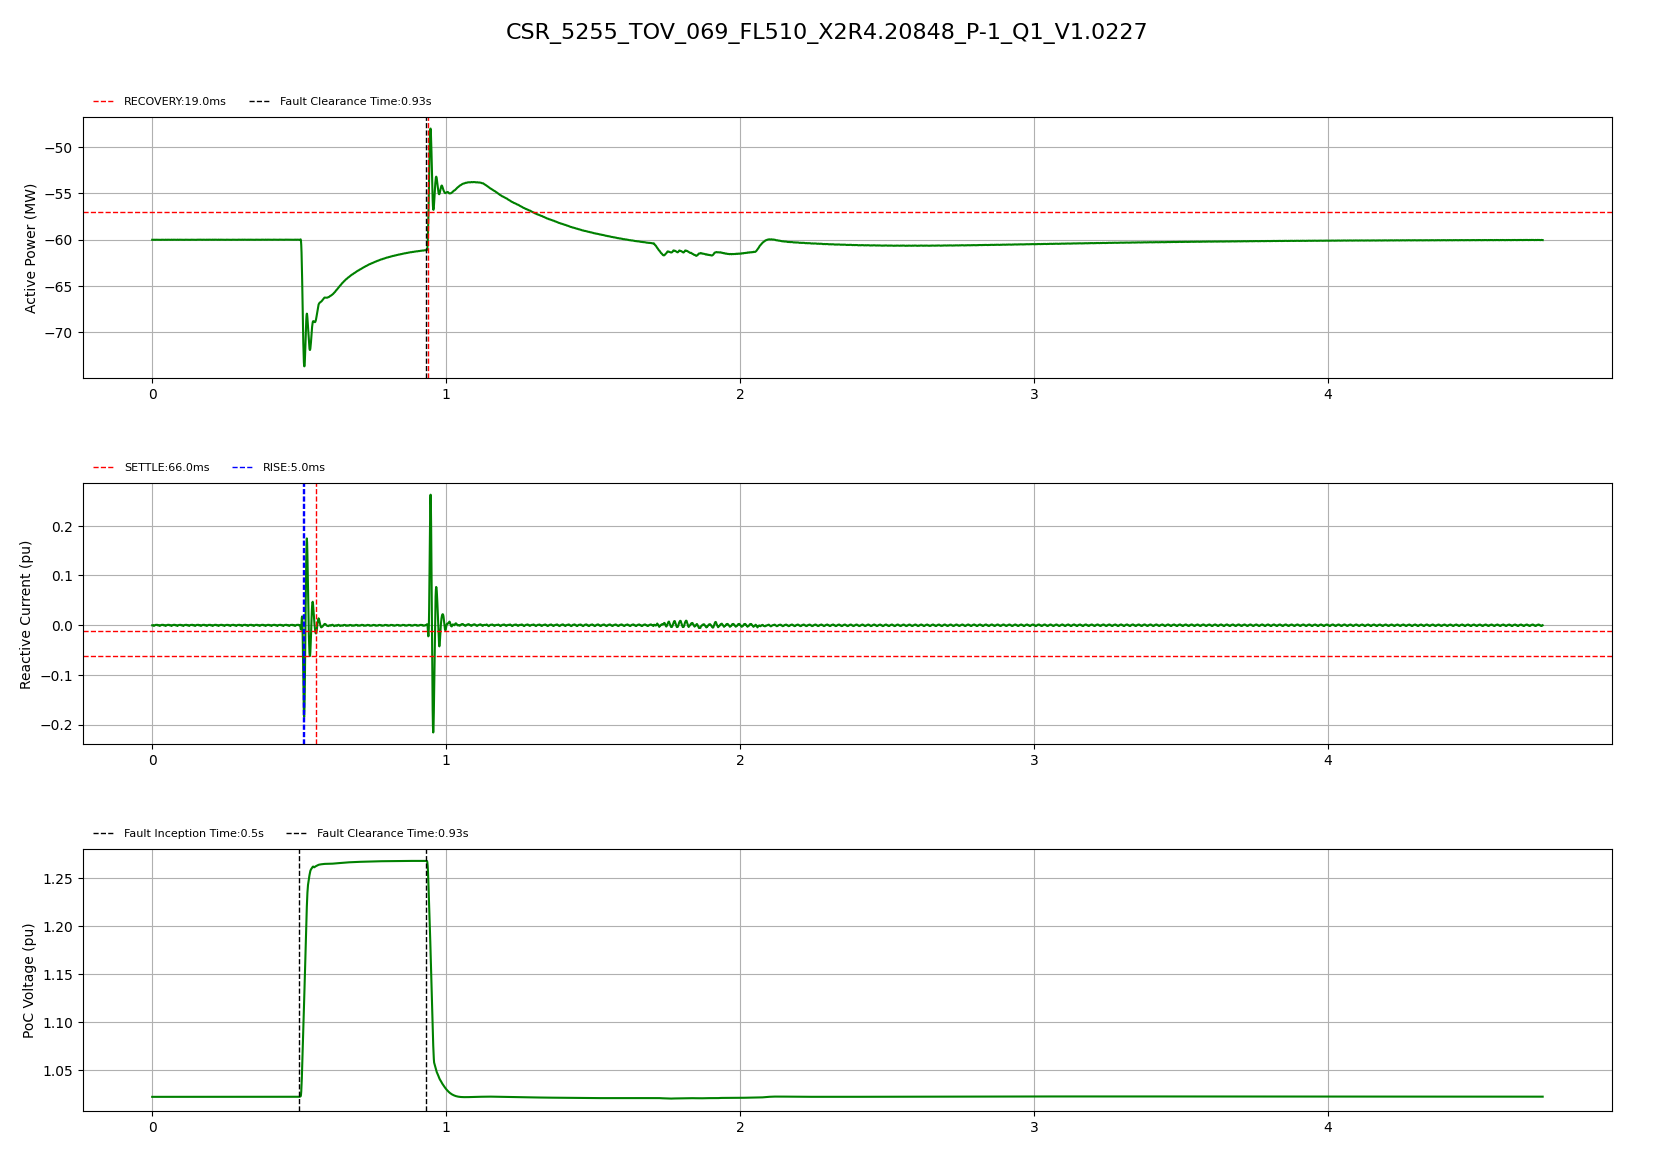 CSR_5255_TOV_069_FL510_X2R4.20848_P-1_Q1_V1.0227
RECOVERY:19.0ms Fault Clearance Time:0.93s
Active Power (MW)
−50
−55
−60
−65
−70
0 1 2 3 4
SETTLE:66.0ms RISE:5.0ms
Reactive Current (pu)
0.2
0.1
0.0
−0.1
−0.2
0 1 2 3 4
Fault Inception Time:0.5s Fault Clearance Time:0.93s
PoC Voltage (pu)
1.25
1.20
1.15
1.10
1.05
0 1 2 3 4